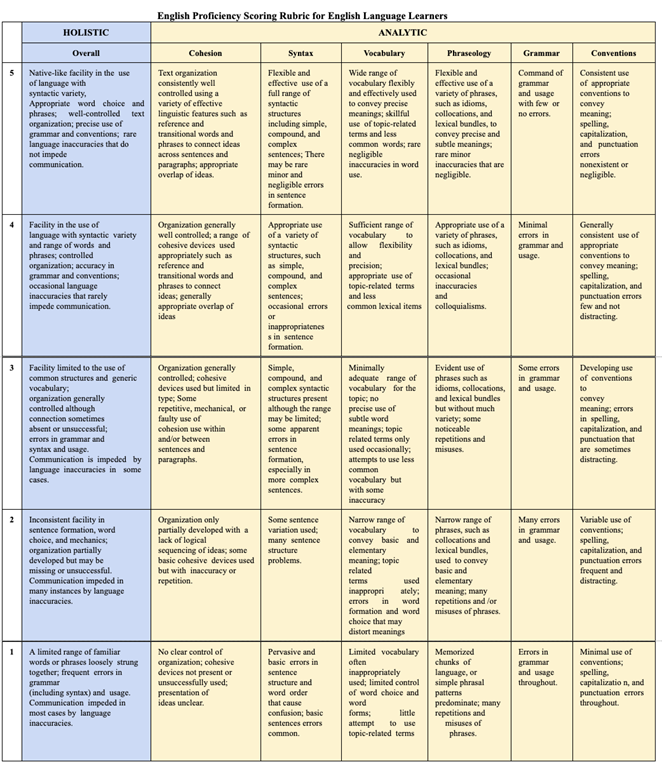 English Proficiency Scoring Rubric for English Language Learners
HOLISTIC
ANALYTIC
Overall
Cohesion
Syntax
Vocabulary
Phraseology
Grammar
Conventions
5
Native-like facility in the use
of language with
syntactic variety,
Appropriate word choice and
phrases; well-controlled text
organization; precise use of
grammar and conventions; rare
language inaccuracies that do
not impede
communication.
Text organization
consistently well
controlled using a
variety of effective
linguistic features such as
reference and
transitional words and
phrases to connect ideas
across sentences and
paragraphs; appropriate
overlap of ideas.
Flexible and
effective use of a
full range of
syntactic
structures
including simple,
compound, and
complex
sentences; There
may be rare
minor and
negligible errors
in sentence
formation.
Wide range of
vocabulary flexibly
and effectively used
to convey precise
meanings; skillful
use of topic-related
terms and less
common words; rare
negligible
inaccuracies in word
use.
Flexible and
effective use of a
variety of phrases,
such as idioms,
collocations, and
lexical bundles, to
convey precise and
subtle meanings;
rare minor
inaccuracies that are
negligible.
Command of
grammar
and usage
with few or
no errors.
Consistent use
of appropriate
conventions to
convey
meaning;
spelling,
capitalization,
and punctuation
errors
nonexistent or
negligible.
4
Facility in the use of
language with syntactic variety
and range of words and
phrases; controlled
organization; accuracy in
grammar and conventions;
occasional language
inaccuracies that rarely
impede communication.
Organization generally
well controlled; a range of
cohesive devices used
appropriately such as
reference and
transitional words and
phrases to connect
ideas; generally
appropriate overlap of
ideas
Appropriate use
of a variety of
syntactic
structures, such
as simple,
compound, and
complex
sentences;
occasional errors
or
inappropriatenes
s in sentence
formation.
Sufficient range of
vocabulary to
allow flexibility
and
precision;
appropriate use of
topic-related terms
and less
common lexical items
Appropriate use of a
variety of phrases,
such as idioms,
collocations, and
lexical bundles;
occasional
inaccuracies
and
colloquialisms.
Minimal
errors in
grammar and
usage.
Generally
consistent use of
appropriate
conventions to
convey meaning;
spelling,
capitalization, and
punctuation errors
few and not
distracting.
3
Facility limited to the use of
common structures and generic
vocabulary;
organization generally
controlled although
connection sometimes
absent or unsuccessful;
errors in grammar and
syntax and usage.
Communication is impeded by
language inaccuracies in some
cases.
Organization generally
controlled; cohesive
devices used but limited in
type; Some
repetitive, mechanical, or
faulty use of
cohesion use within
and/or between
sentences and
paragraphs.
Simple,
compound, and
complex syntactic
structures present
although the range
may be limited;
some apparent
errors in
sentence
formation,
especially in
more complex
sentences.
Minimally
adequate range of
vocabulary for the
topic; no
precise use of
subtle word
meanings; topic
related terms only
used occasionally;
attempts to use less
common
vocabulary but
with some
inaccuracy
Evident use of
phrases such as
idioms, collocations,
and lexical bundles
but without much
variety; some
noticeable
repetitions and
misuses.
Some errors
in grammar
and usage.
Developing use
of conventions
to
convey
meaning; errors
in spelling,
capitalization, and
punctuation that
are sometimes
distracting.
2
Inconsistent facility in
sentence formation, word
choice, and mechanics;
organization partially
developed but may be
missing or unsuccessful.
Communication impeded in
many instances by language
inaccuracies.
Organization only
partially developed with a
lack of logical
sequencing of ideas; some
basic cohesive devices used
but with inaccuracy or
repetition.
Some sentence
variation used;
many sentence
structure
problems.
Narrow range of
vocabulary to
convey basic and
elementary
meaning; topic
related
terms used
inappropri ately;
errors in word
formation and word
choice that may
distort meanings
Narrow range of
phrases, such as
collocations and
lexical bundles,
used to convey
basic and
elementary
meaning; many
repetitions and /or
misuses of phrases.
Many errors
in grammar
and usage.
Variable use of
conventions;
spelling,
capitalization, and
punctuation errors
frequent and
distracting.
1
A limited range of familiar
words or phrases loosely strung
together; frequent errors in
grammar
(including syntax) and usage.
Communication impeded in
most cases by language
inaccuracies.
No clear control of
organization; cohesive
devices not present or
unsuccessfully used;
presentation of
ideas unclear.
Pervasive and
basic errors in
sentence
structure and
word order
that cause
confusion; basic
sentences errors
common.
Limited vocabulary
often
inappropriately
used; limited control
of word choice and
word
forms; little
attempt to use
topic-related terms
Memorized
chunks of
language, or
simple phrasal
patterns
predominate; many
repetitions and
misuses of
phrases.
Errors in
grammar
and usage
throughout.
Minimal use of
conventions;
spelling,
capitalizatio n, and
punctuation errors
throughout.